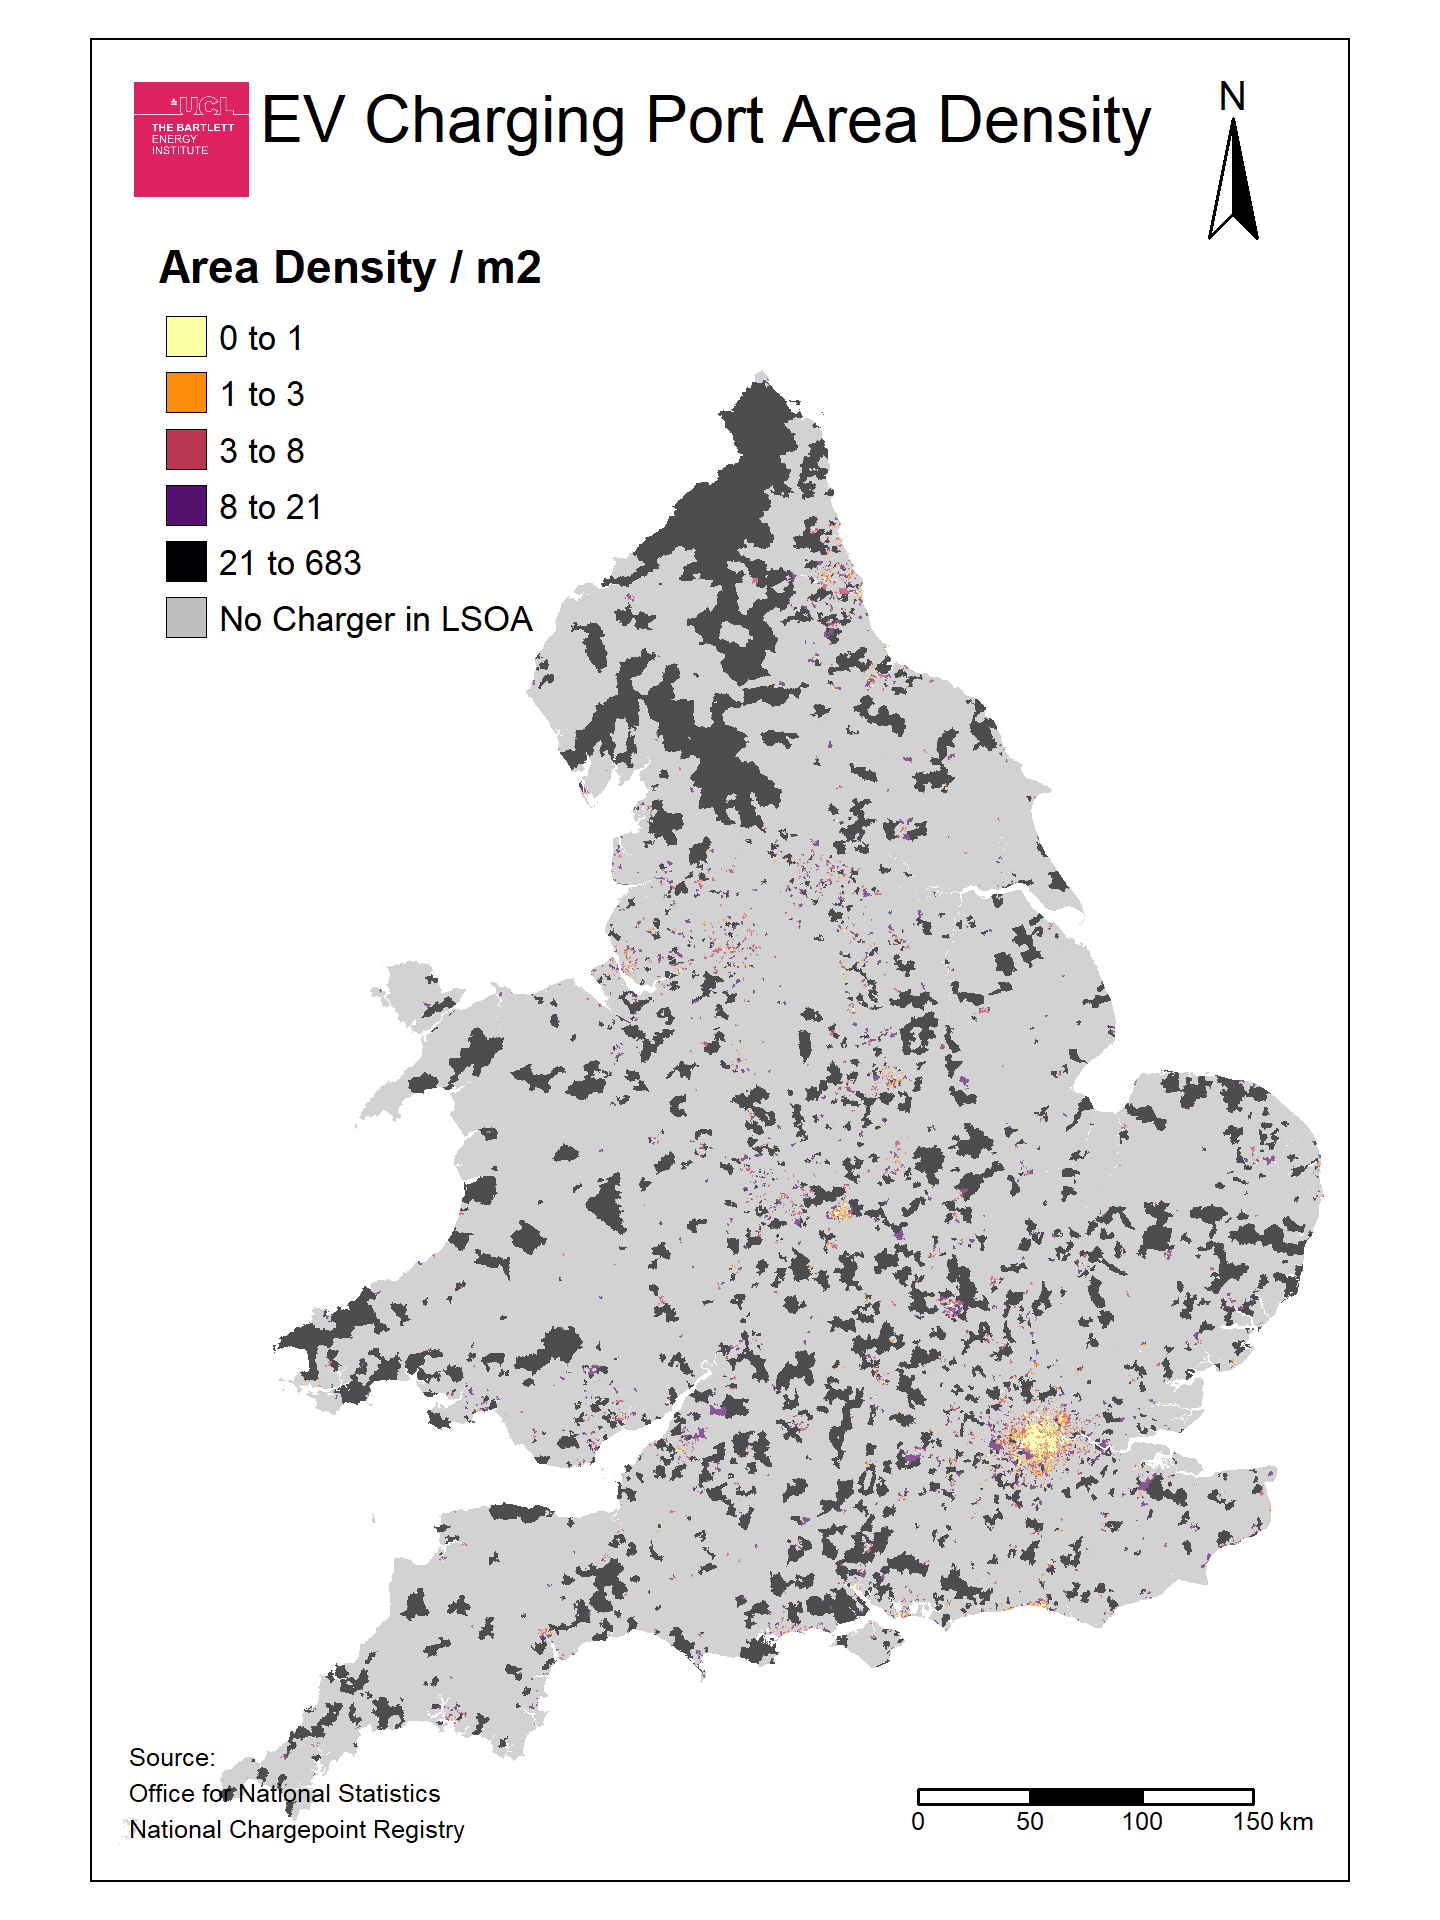 UCL
THE BARTLETT
ENERGY
INSTITUTE
EV Charging Port Area Density
N
Area Density / m2
0 to 1
1 to 3
3 to 8
8 to 21
21 to 683
No Charger in LSOA
Source:
Office for National Statistics
National Chargepoint Registry
0 50 100 150 km